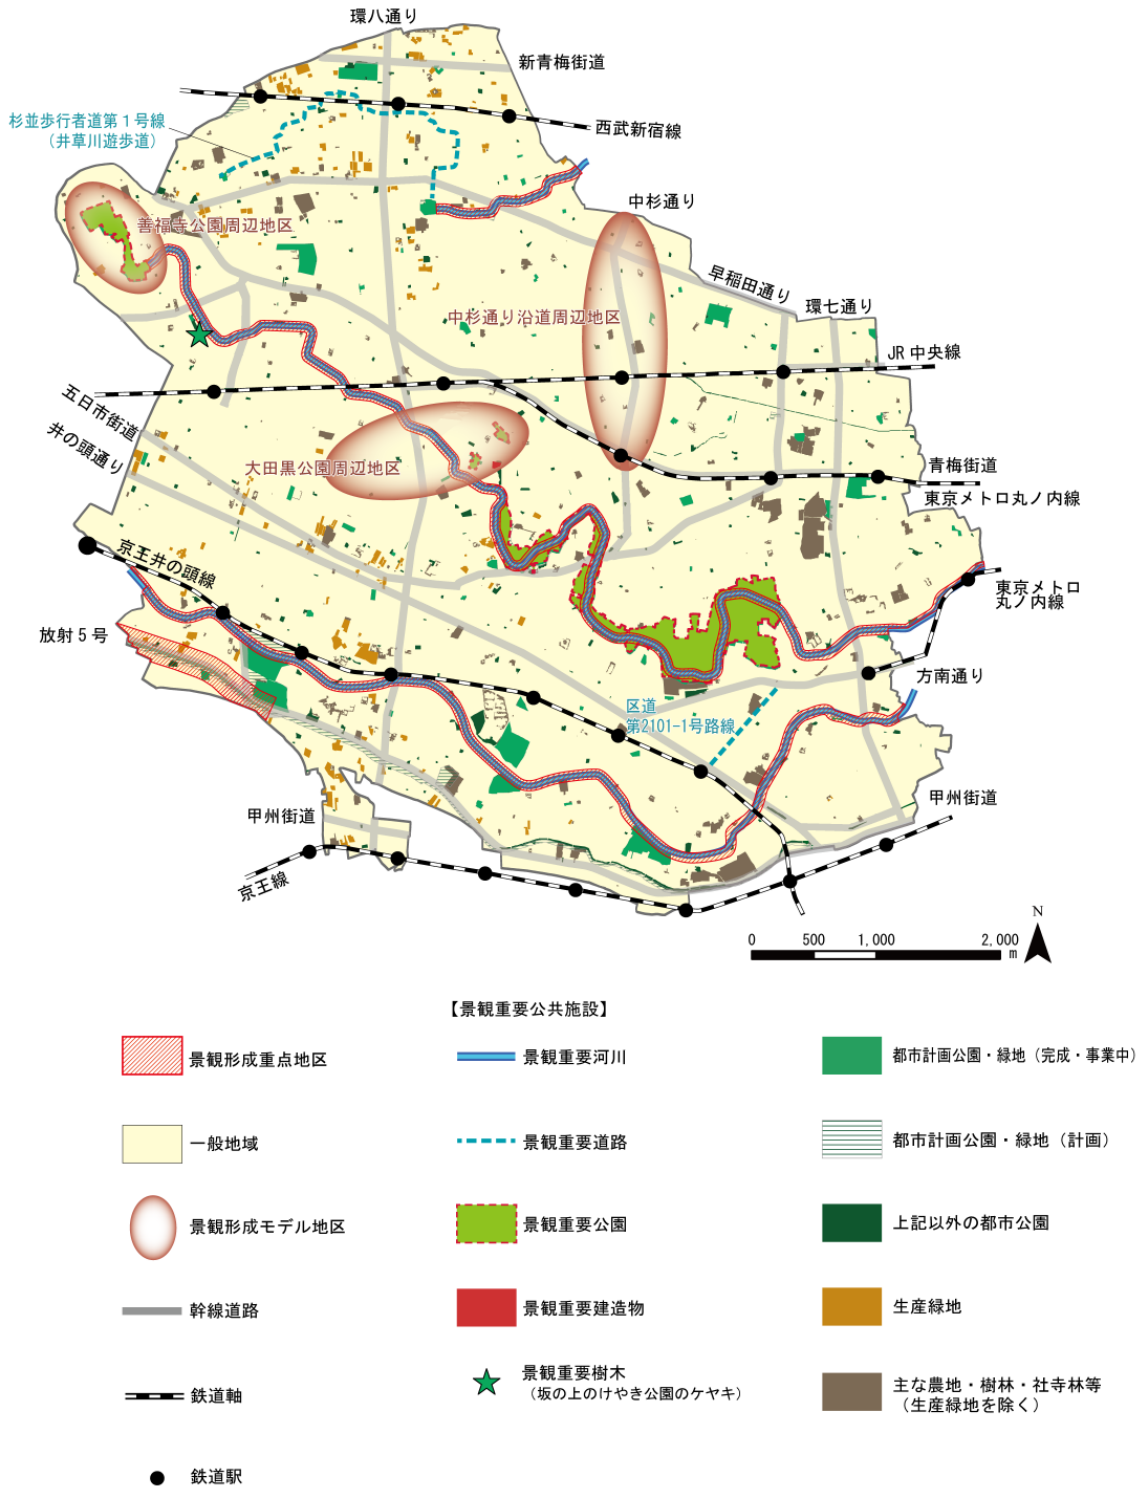 環八通り
新青梅街道
杉並歩行者道第１号線
（井草川遊歩道）
西武新宿線
中杉通り
善福寺公園周辺地区
早稲田通り
環七通り
中杉通り沿道周辺地区
JR 中央線
五日市街道
井の頭通り
大田黒公園周辺地区
青梅街道
東京メトロ丸ノ内線
京王井の頭線
東京メトロ
丸ノ内線
放射５号
方南通り
区道
第2101-1号路線
甲州街道
甲州街道
京王線
N
0 500 1,000 2,000
m
【景観重要公共施設】
景観形成重点地区
景観重要河川
都市計画公園・緑地（完成・事業中）
一般地域
景観重要道路
都市計画公園・緑地（計画）
景観形成モデル地区
景観重要公園
上記以外の都市公園
幹線道路
景観重要建造物
生産緑地
鉄道軸
景観重要樹木
（坂の上のけやき公園のケヤキ）
主な農地・樹林・社寺林等
（生産緑地を除く）
鉄道駅